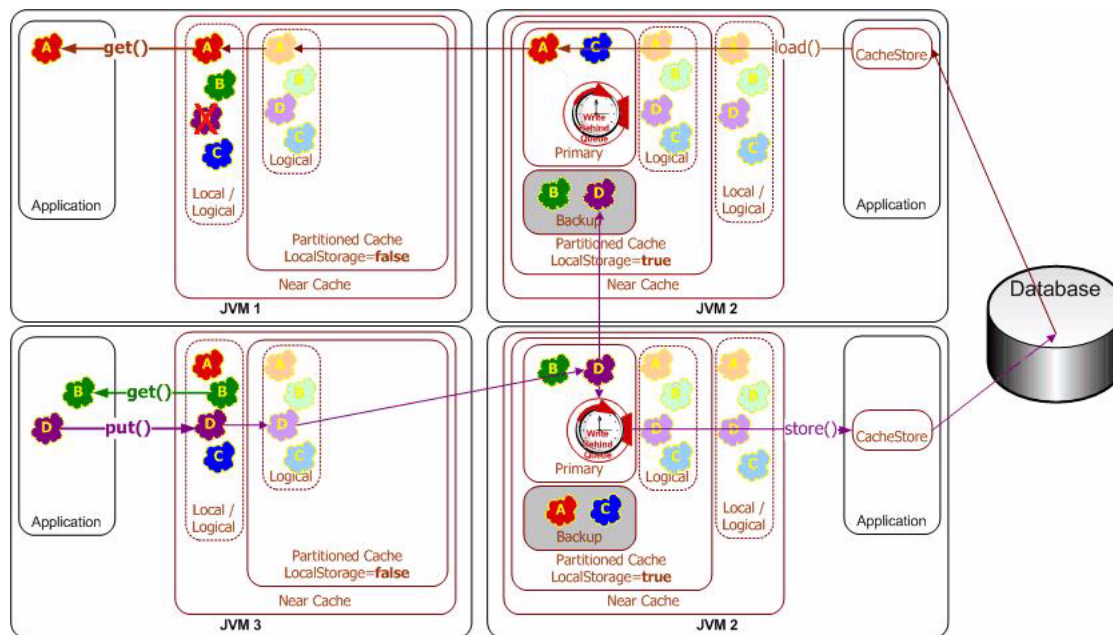 A
get()
A
A
B
B
D
X
D
C
C
Logical
Local /
Logical
Application
Partitioned Cache
LocalStorage=false
Near Cache
JVM 1
A
C
A
A
load()
CacheStore
B
B
Write
Behind
Queue
D
D
C
C
Primary
Logical
B
D
Backup
Local /
Logical
Application
Partitioned Cache
LocalStorage=true
Near Cache
JVM 2
Database
A
A
B
get()
B
B
D
put()
D
D
C
C
Logical
Local /
Logical
Application
Partitioned Cache
LocalStorage=false
Near Cache
JVM 3
B
D
A
A
B
B
Write
Behind
Queue
D
D
store()
CacheStore
C
C
Primary
Logical
A
C
Backup
Local /
Logical
Application
Partitioned Cache
LocalStorage=true
Near Cache
JVM 2